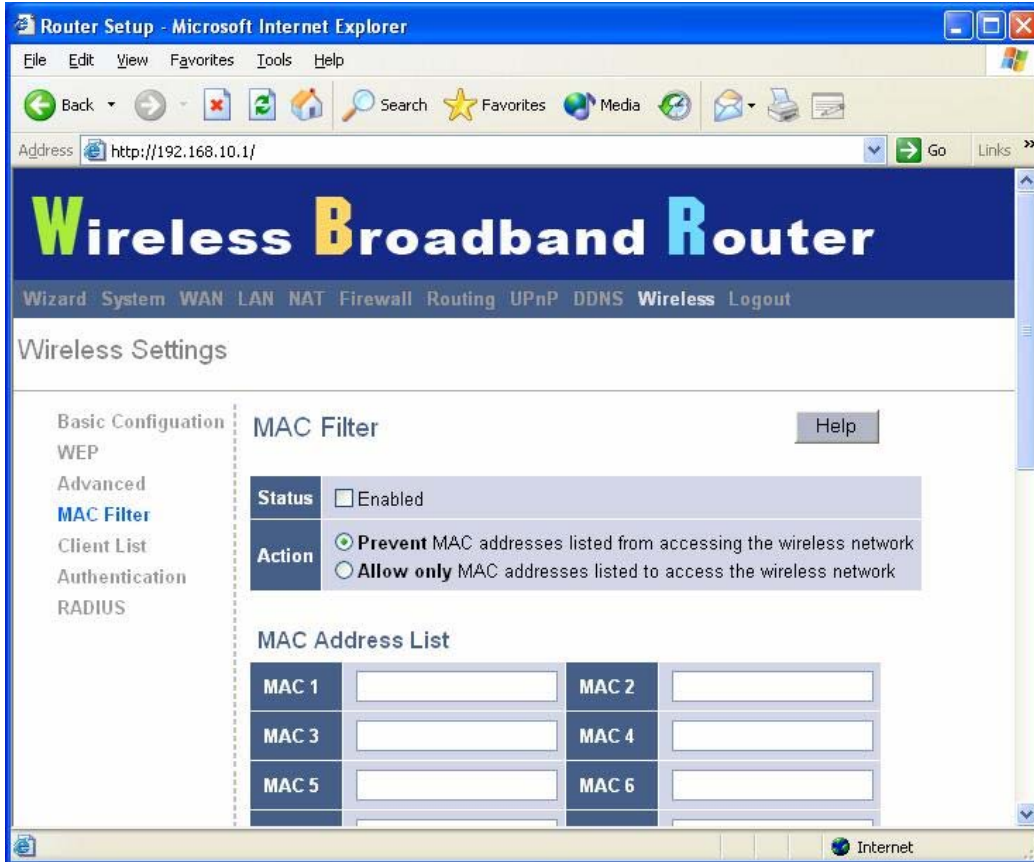 Router Setup - Microsoft Internet Explorer
File Edit View Favorites Tools Help
Back Search Favorites Media
Address http://192.168.10.1/ Go Links »
Wireless Broadband Router
Wizard System WAN LAN NAT Firewall Routing UPnP DDNS Wireless Logout
Wireless Settings
Basic Configuation
WEP
Advanced
MAC Filter
Client List
Authentication
RADIUS
MAC Filter Help
Status Enabled
Action Prevent MAC addresses listed from accessing the wireless network
Allow only MAC addresses listed to access the wireless network
MAC Address List
MAC 1 MAC 2
MAC 3 MAC 4
MAC 5 MAC 6
Internet